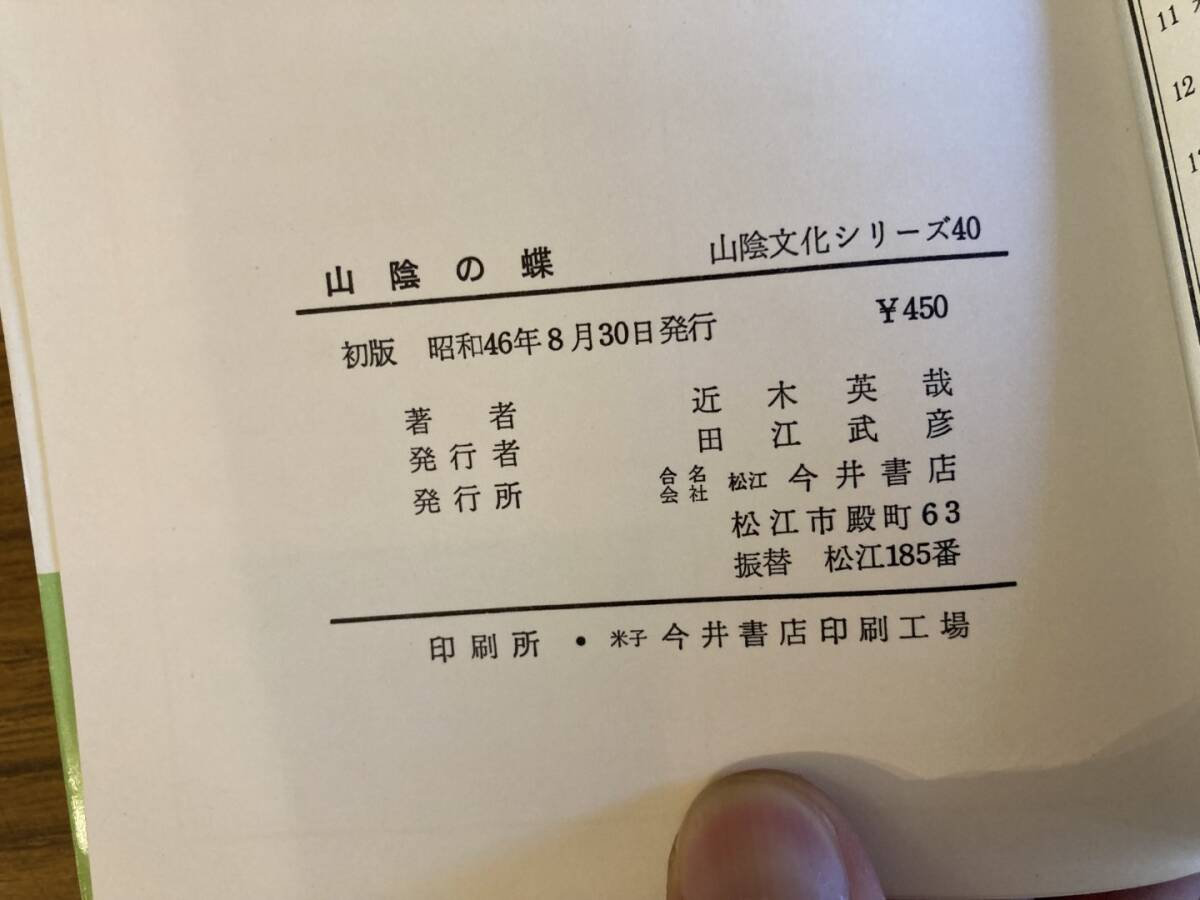 山陰の蝶 山陰文化シリーズ40
初版 昭和46年8月30日発行 ¥450
著者 近木英哉
発行者 田江武彦
発行所 合名会社 松江 今井書店
松江市殿町63
振替 松江185番
印刷所・米子 今井書店印刷工場
11
12